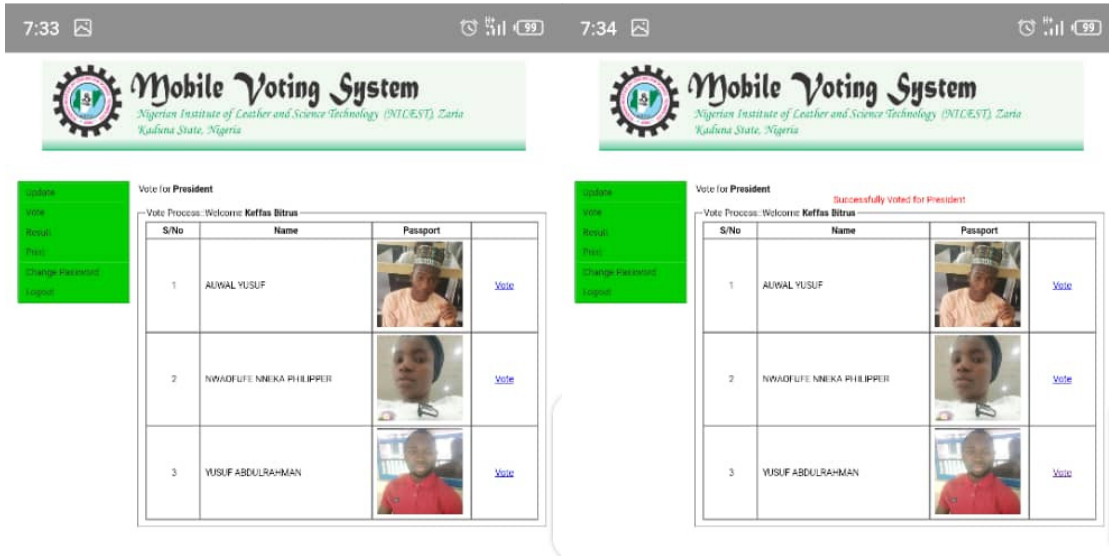 7:33
99
Mobile Voting System
Nigerian Institute of Leather and Science Technology (NILEST), Zaria
Kaduna State, Nigeria
Update
Vote
Result
Print
Change Password
Logout
Vote for President
Vote Process::Welcome Keffas Bitrus
S/No Name Passport
1 AUWAL YUSUF Vote
2 NWAOFUFE NNEKA PHILIPPER Vote
3 YUSUF ABDULRAHMAN Vote
7:34
99
Mobile Voting System
Nigerian Institute of Leather and Science Technology (NILEST), Zaria
Kaduna State, Nigeria
Update
Vote
Result
Print
Change Password
Logout
Vote for President
Successfully Voted for President
Vote Process::Welcome Keffas Bitrus
S/No Name Passport
1 AUWAL YUSUF Vote
2 NWAOFUFE NNEKA PHILIPPER Vote
3 YUSUF ABDULRAHMAN Vote